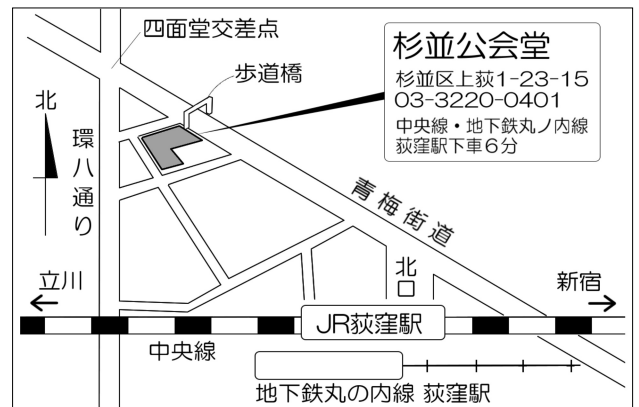 四面堂交差点
歩道橋
杉並公会堂
杉並区上荻1-23-15
03-3220-0401
中央線・地下鉄丸ノ内線
荻窪駅下車6分
北
環八通り
青梅街道
北口
立川
新宿
JR荻窪駅
中央線
地下鉄丸の内線 荻窪駅